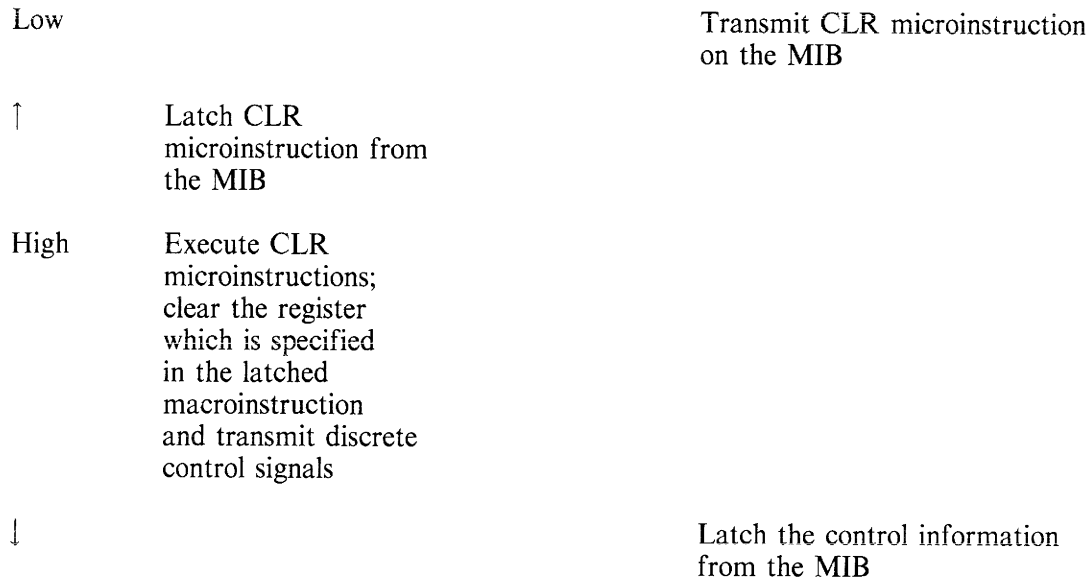 Low
Transmit CLR microinstruction
on the MIB
↑
Latch CLR
microinstruction from
the MIB
High
Execute CLR
microinstructions;
clear the register
which is specified
in the latched
macroinstruction
and transmit discrete
control signals
↓
Latch the control information
from the MIB